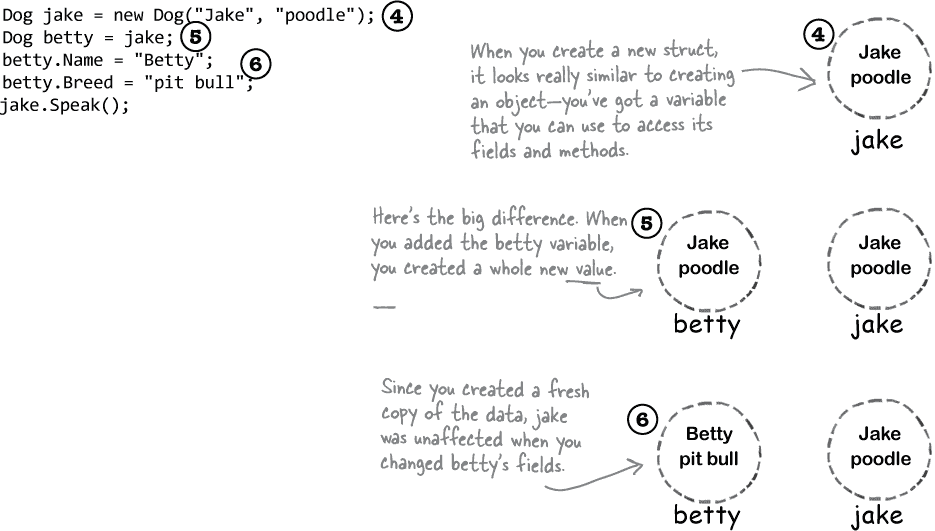 Dog jake = new Dog("Jake", "poodle"); 4
Dog betty = jake; 5
betty.Name = "Betty"; 6
betty.Breed = "pit bull";
jake.Speak();
When you create a new struct,
it looks really similar to creating
an object—you've got a variable
that you can use to access its
fields and methods.
4
Jake
poodle
jake
Here's the big difference. When
you added the betty variable,
you created a whole new value.
5
Jake
poodle
betty
Jake
poodle
jake
Since you created a fresh
copy of the data, jake
was unaffected when you
changed betty's fields.
6
Betty
pit bull
betty
Jake
poodle
jake